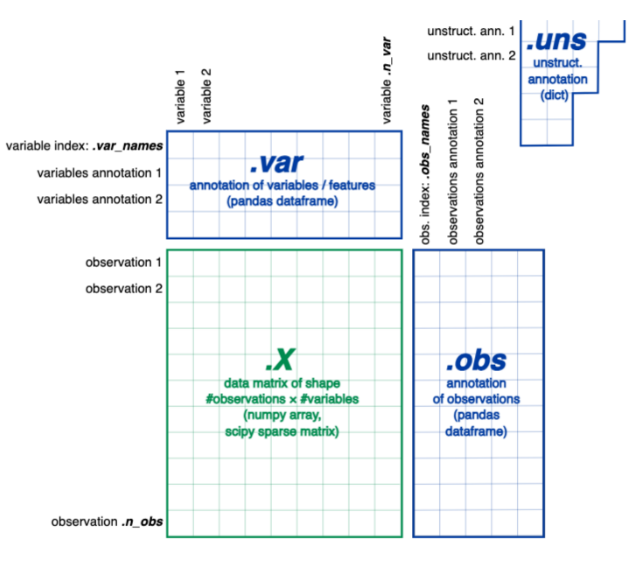 unstruct. ann. 1
unstruct. ann. 2
.uns
unstruct.
annotation
(dict)
variable 1
variable 2
variable .n_var
obs. index: .obs_names
observations annotation 1
observations annotation 2
variable index: .var_names
variables annotation 1
variables annotation 2
.var
annotation of variables / features
(pandas dataframe)
observation 1
observation 2
observation .n_obs
.X
data matrix of shape
#observations × #variables
(numpy array,
scipy sparse matrix)
.obs
annotation
of observations
(pandas
dataframe)